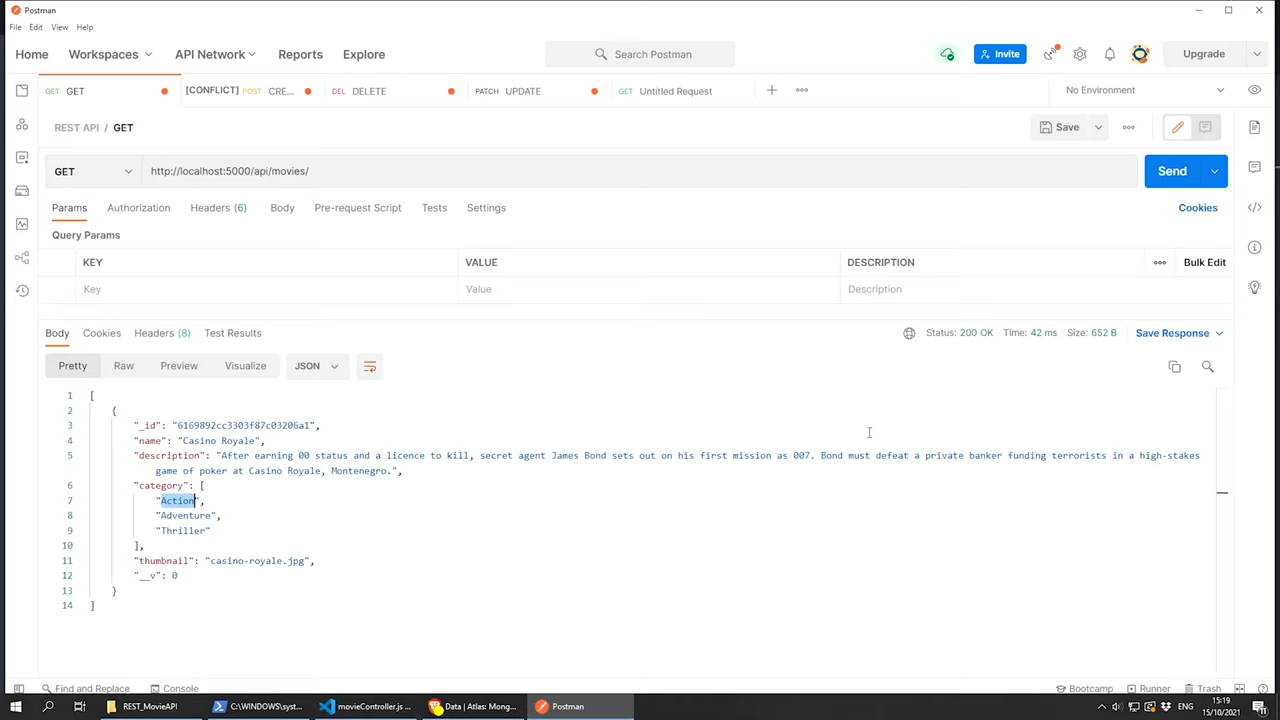 Postman
File Edit View Help
Home Workspaces API Network Reports Explore Search Postman Invite Upgrade
GET GET [CONFLICT] POST CRE... DEL DELETE PATCH UPDATE GET Untitled Request No Environment
REST API / GET Save
GET http://localhost:5000/api/movies/ Send
Params Authorization Headers (6) Body Pre-request Script Tests Settings Cookies
Query Params
KEY VALUE DESCRIPTION Bulk Edit
Key Value Description
Body Cookies Headers (8) Test Results Status: 200 OK Time: 42 ms Size: 652 B Save Response
Pretty Raw Preview Visualize JSON
1 [
2 {
3 "_id": "6169892cc3303f87c03206a1",
4 "name": "Casino Royale",
5 "description": "After earning 00 status and a licence to kill, secret agent James Bond sets out on his first mission as 007. Bond must defeat a private banker funding terrorists in a high-stakes
game of poker at Casino Royale, Montenegro.",
6 "category": [
7 "Action",
8 "Adventure",
9 "Thriller"
10 ],
11 "thumbnail": "casino-royale.jpg",
12 "__v": 0
13 }
14 ]
Find and Replace Console Bootcamp Runner Trash
REST_MovieAPI C:\WINDOWS\syst... movieController.js ... Data | Atlas: Mong... Postman ENG 15:19
15/10/2021